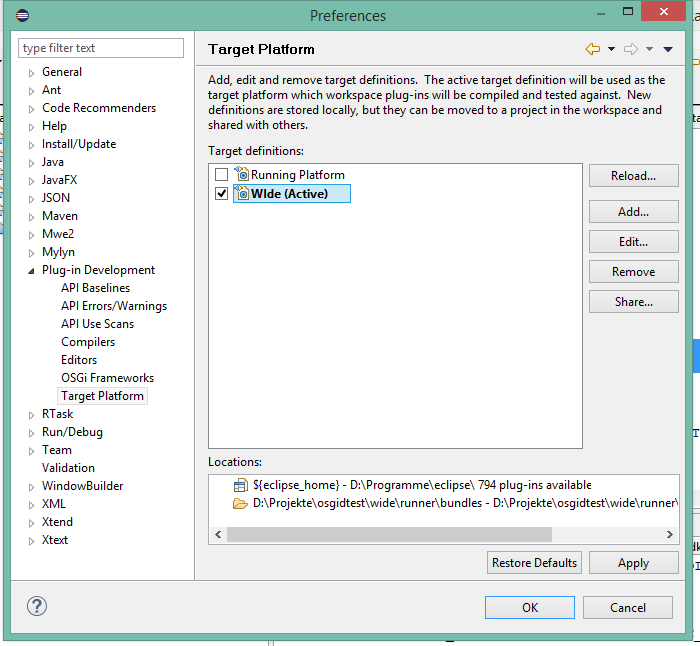 Preferences
type filter text
General
Ant
Code Recommenders
Help
Install/Update
Java
JavaFX
JSON
Maven
Mwe2
Mylyn
Plug-in Development
API Baselines
API Errors/Warnings
API Use Scans
Compilers
Editors
OSGi Frameworks
Target Platform
RTask
Run/Debug
Team
Validation
WindowBuilder
XML
Xtend
Xtext
Target Platform
Add, edit and remove target definitions. The active target definition will be used as the
target platform which workspace plug-ins will be compiled and tested against. New
definitions are stored locally, but they can be moved to a project in the workspace and
shared with others.
Target definitions:
Running Platform
WIde (Active)
Reload...
Add...
Edit...
Remove
Share...
Locations:
${eclipse_home} - D:\Programme\eclipse\ 794 plug-ins available
D:\Projekte\osgidtest\wide\runner\bundles - D:\Projekte\osgidtest\wide\runner\
Restore Defaults
Apply
OK
Cancel